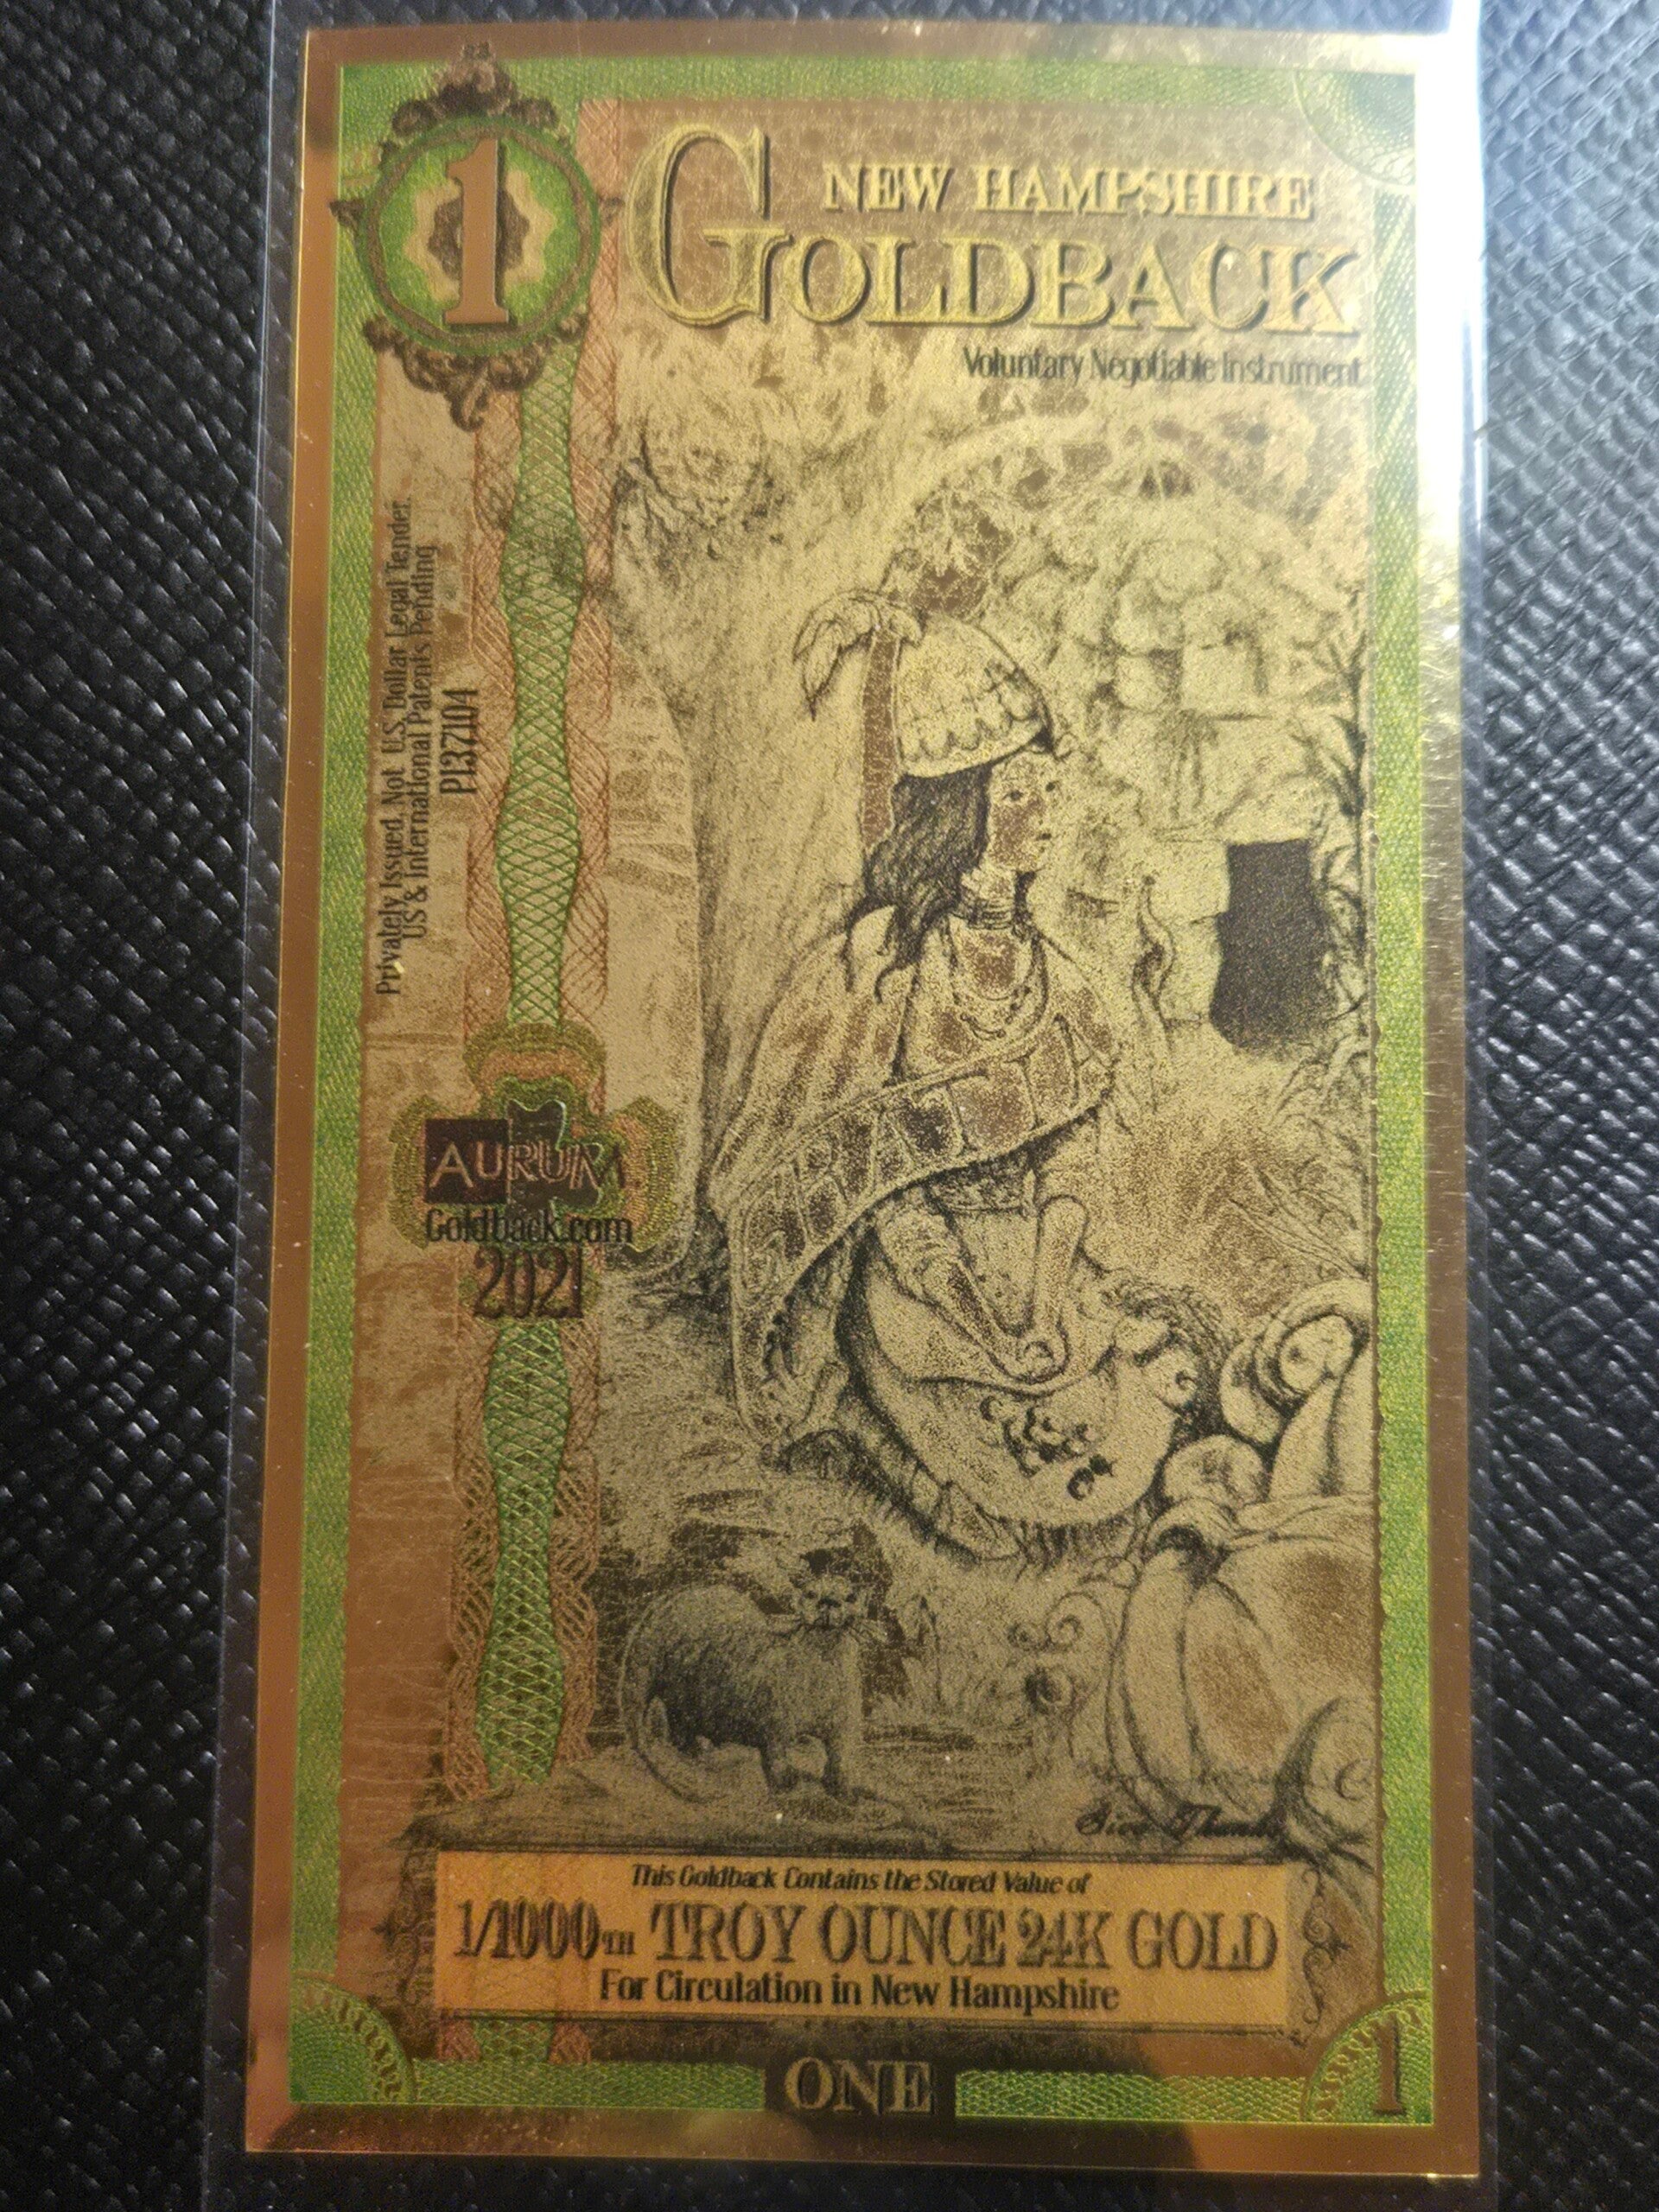 1
NEW HAMPSHIRE
GOLDBACK
Voluntary Negotiable Instrument
Privately Issued. Not U.S. Dollar Legal Tender.
US & International Patents Pending
P1371104
AURUM
Goldback.com
2021
This Goldback Contains the Stored Value of
1/1000TH TROY OUNCE 24K GOLD
For Circulation in New Hampshire
ONE
1